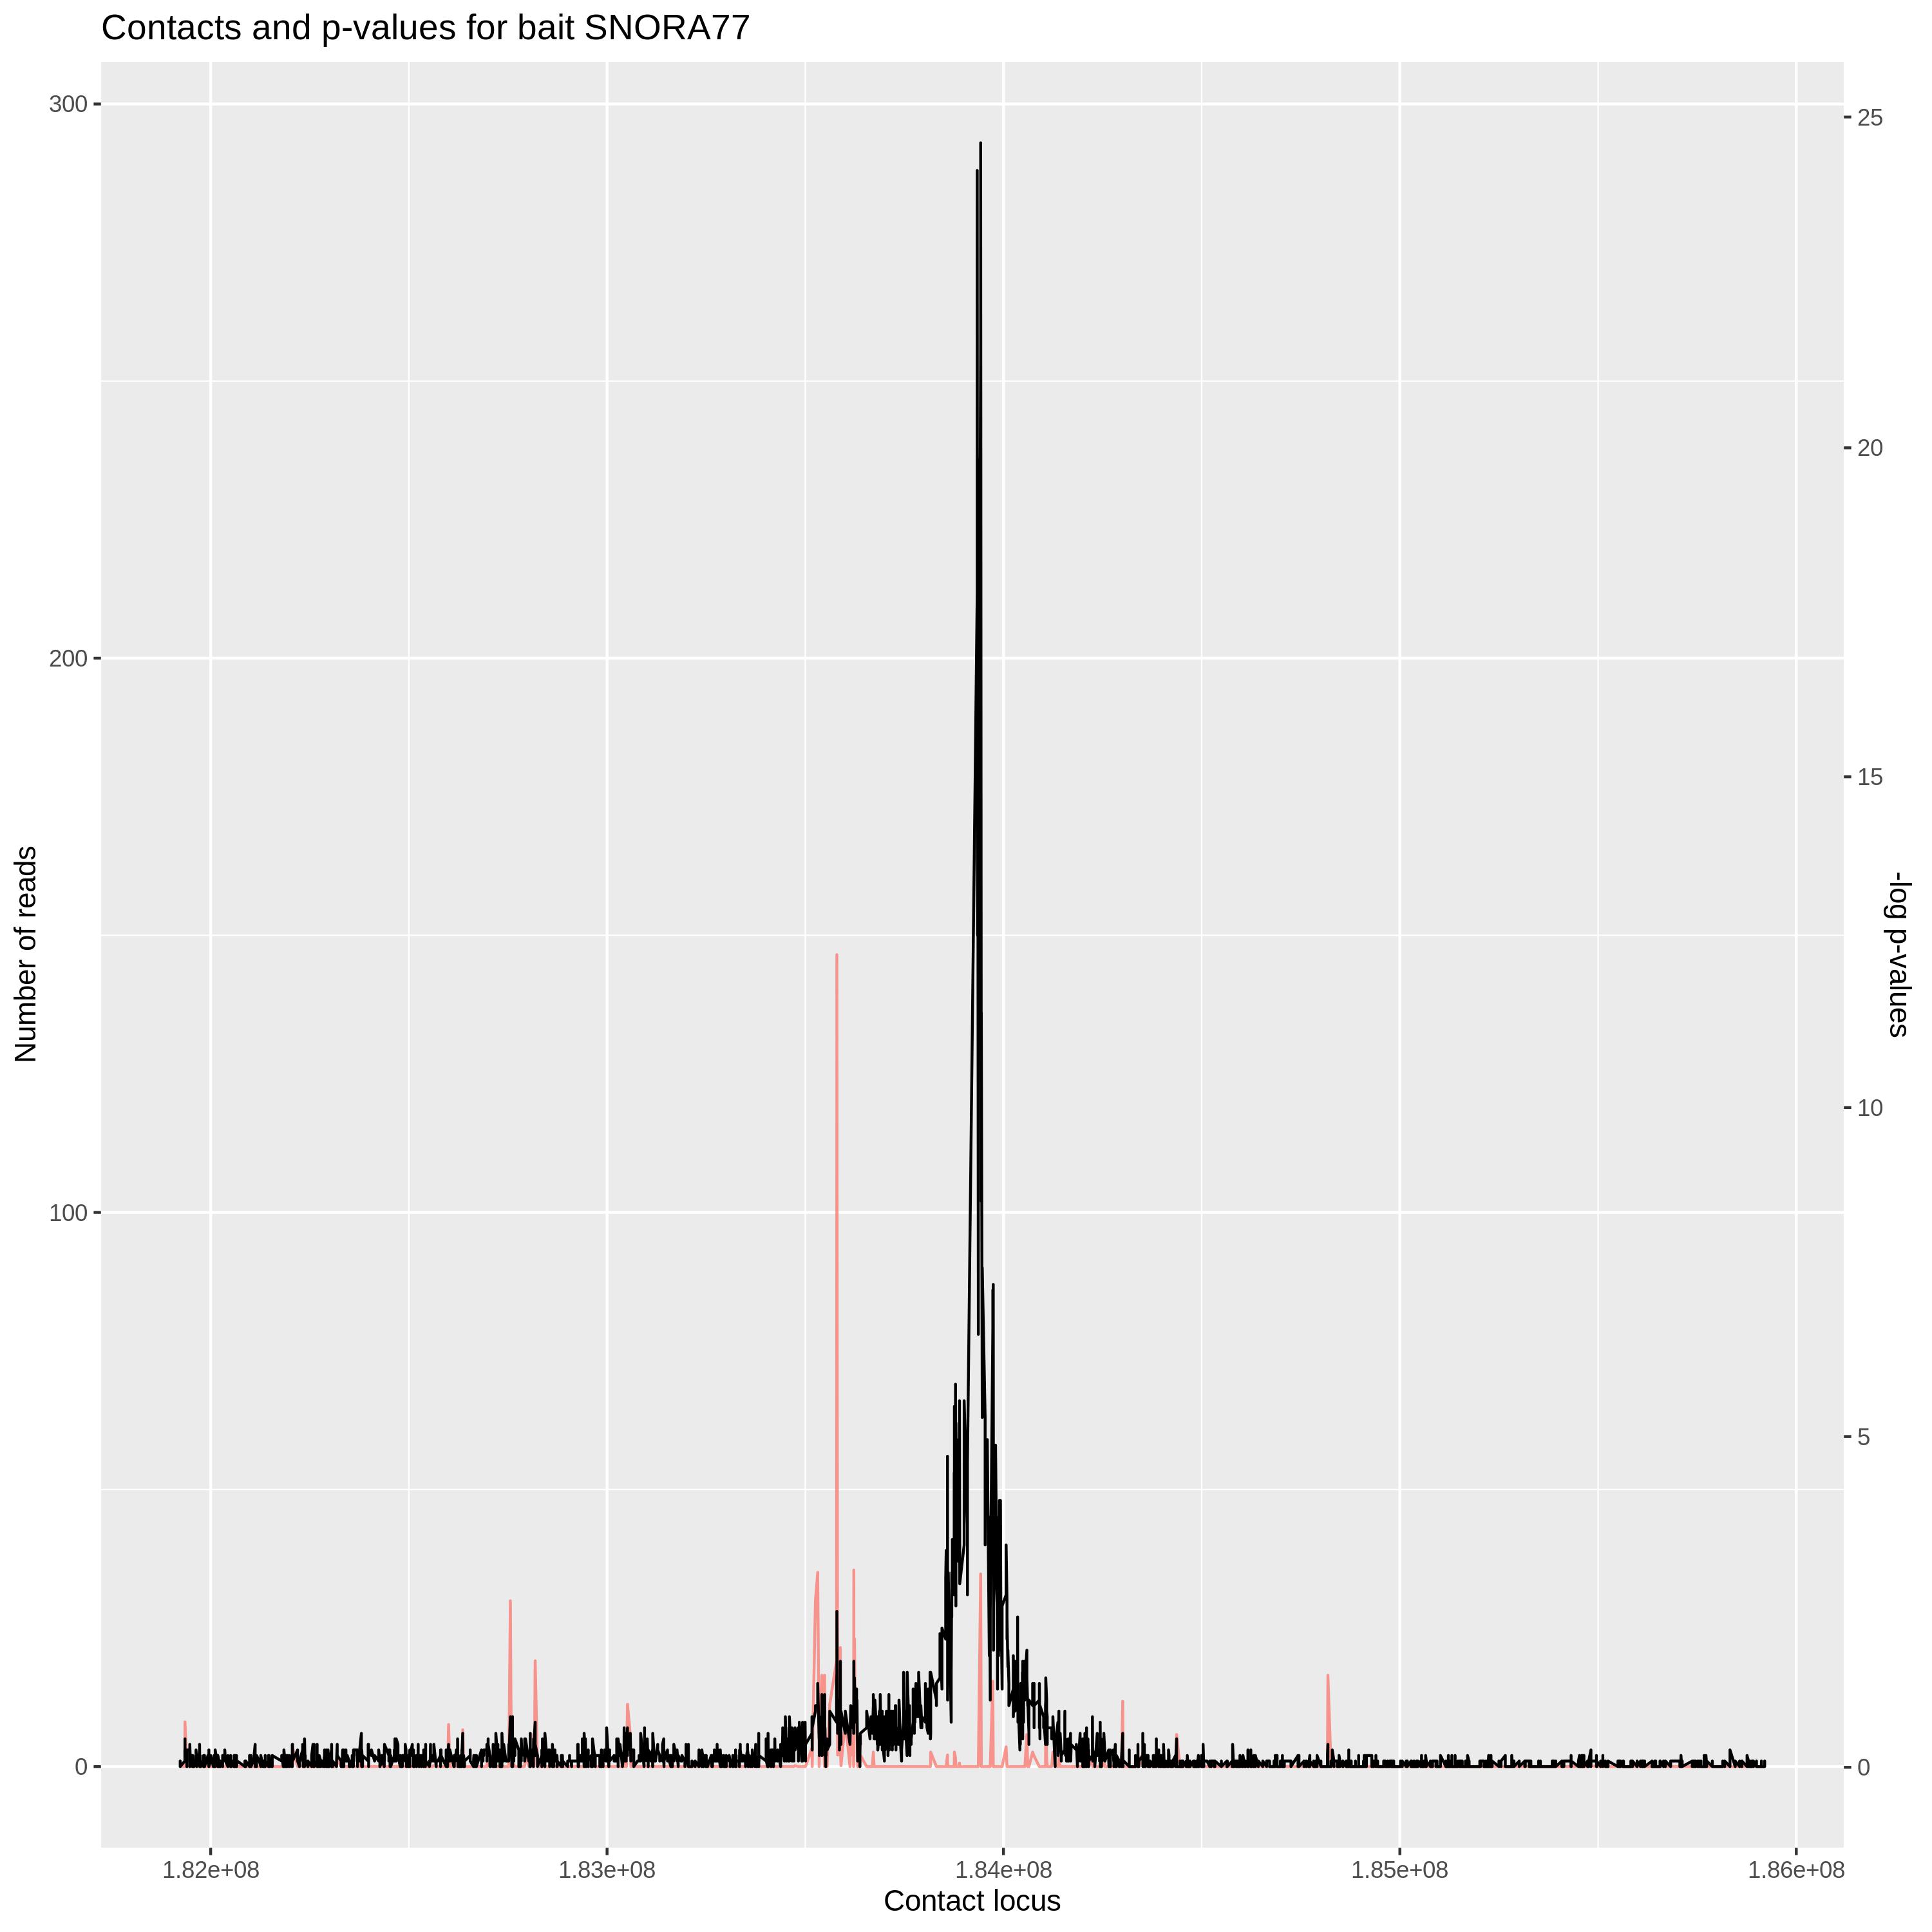 Contacts and p-values for bait SNORA77
300
200
100
0
Number of reads
25
20
15
10
5
0
-log p-values
1.82e+08 1.83e+08 1.84e+08 1.85e+08 1.86e+08
Contact locus